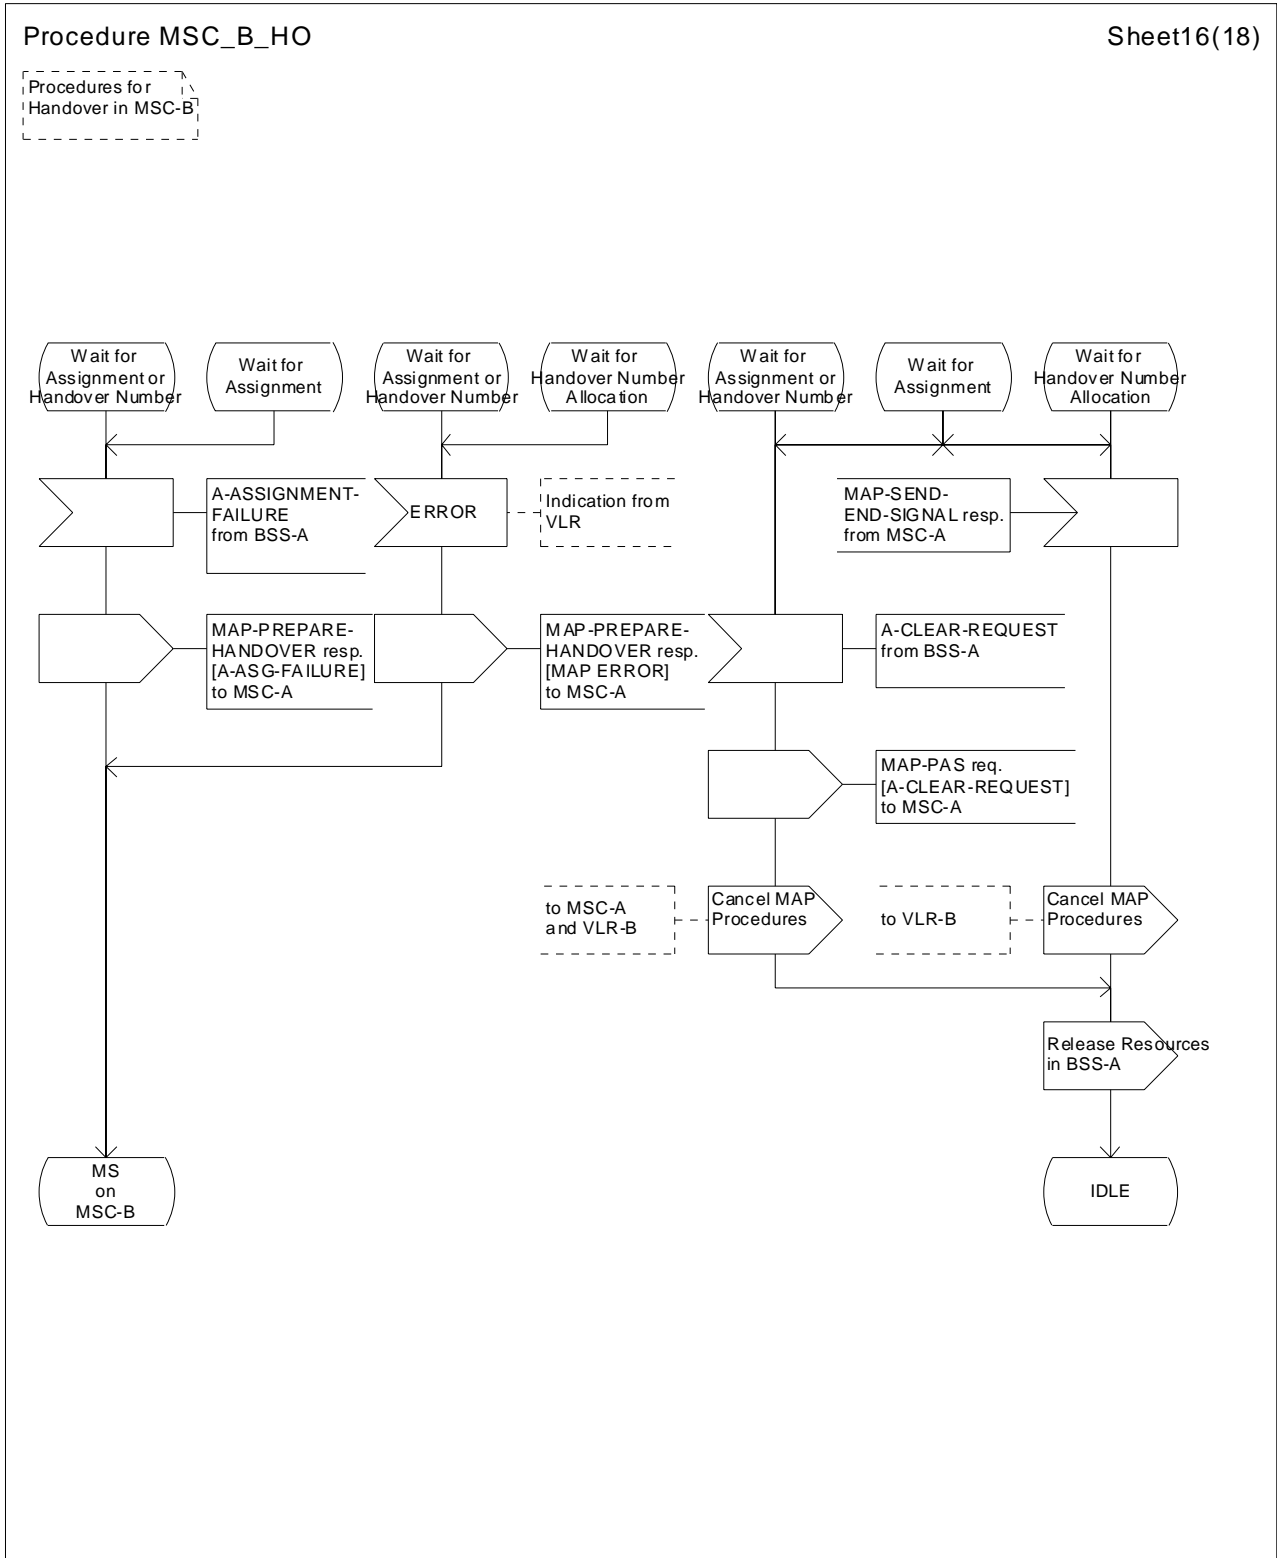 Procedure MSC_B_HO
Sheet16(18)
Procedures for
Handover in MSC-B
Wait for
Assignment or
Handover Number
Wait for
Assignment
Wait for
Assignment or
Handover Number
Wait for
Handover Number
Allocation
Wait for
Assignment or
Handover Number
Wait for
Assignment
Wait for
Handover Number
Allocation
A-ASSIGNMENT-
FAILURE
from BSS-A
ERROR
Indication from
VLR
MAP-SEND-
END-SIGNAL resp.
from MSC-A
MAP-PREPARE-
HANDOVER resp.
[A-ASG-FAILURE]
to MSC-A
MAP-PREPARE-
HANDOVER resp.
[MAP ERROR]
to MSC-A
A-CLEAR-REQUEST
from BSS-A
MAP-PAS req.
[A-CLEAR-REQUEST]
to MSC-A
to MSC-A
and VLR-B
Cancel MAP
Procedures
to VLR-B
Cancel MAP
Procedures
Release Resources
in BSS-A
MS
on
MSC-B
IDLE